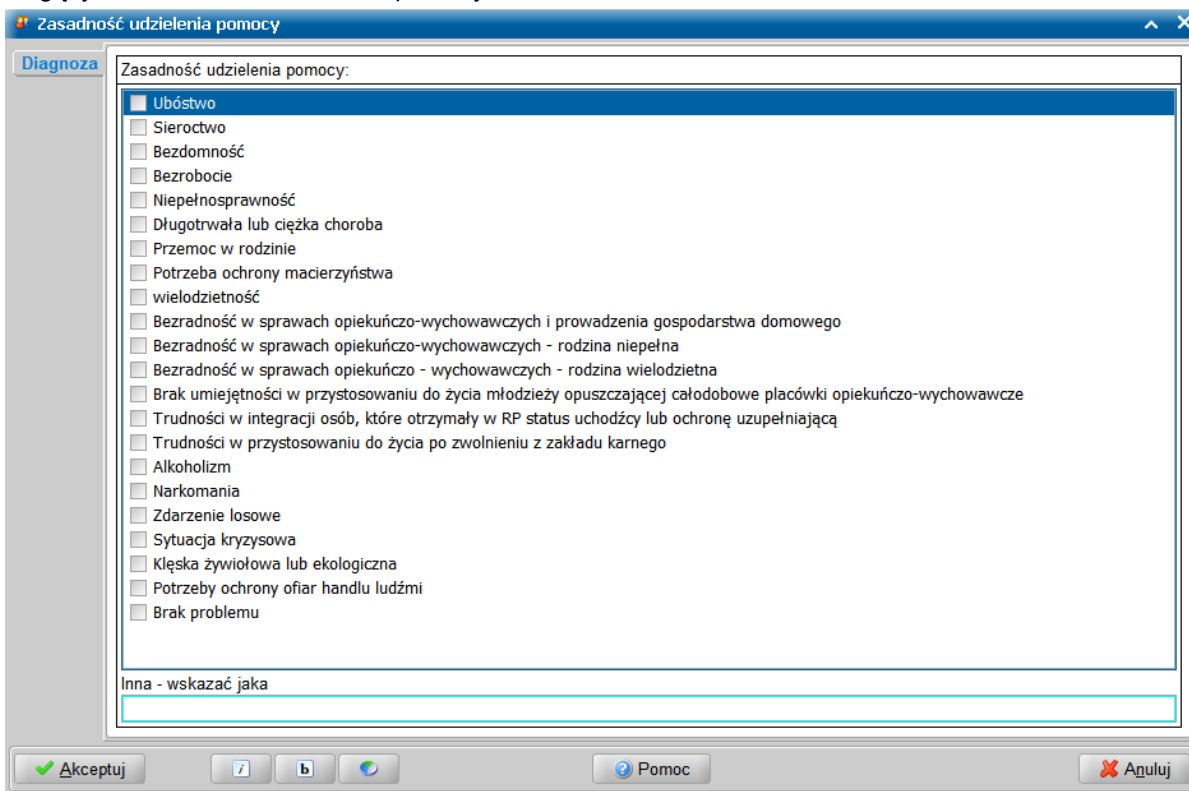 Zasadność udzielenia pomocy
Diagnoza
Zasadność udzielenia pomocy:
Ubóstwo
Sieroctwo
Bezdomność
Bezrobocie
Niepełnosprawność
Długotrwała lub ciężka choroba
Przemoc w rodzinie
Potrzeba ochrony macierzyństwa
wielodzietność
Bezradność w sprawach opiekuńczo-wychowawczych i prowadzenia gospodarstwa domowego
Bezradność w sprawach opiekuńczo-wychowawczych - rodzina niepełna
Bezradność w sprawach opiekuńczo - wychowawczych - rodzina wielodzietna
Brak umiejętności w przystosowaniu do życia młodzieży opuszczającej całodobowe placówki opiekuńczo-wychowawcze
Trudności w integracji osób, które otrzymały w RP status uchodźcy lub ochronę uzupełniającą
Trudności w przystosowaniu do życia po zwolnieniu z zakładu karnego
Alkoholizm
Narkomania
Zdarzenie losowe
Sytuacja kryzysowa
Klęska żywiołowa lub ekologiczna
Potrzeby ochrony ofiar handlu ludźmi
Brak problemu
Inna - wskazać jaka
Akceptuj i b Pomoc Anuluj